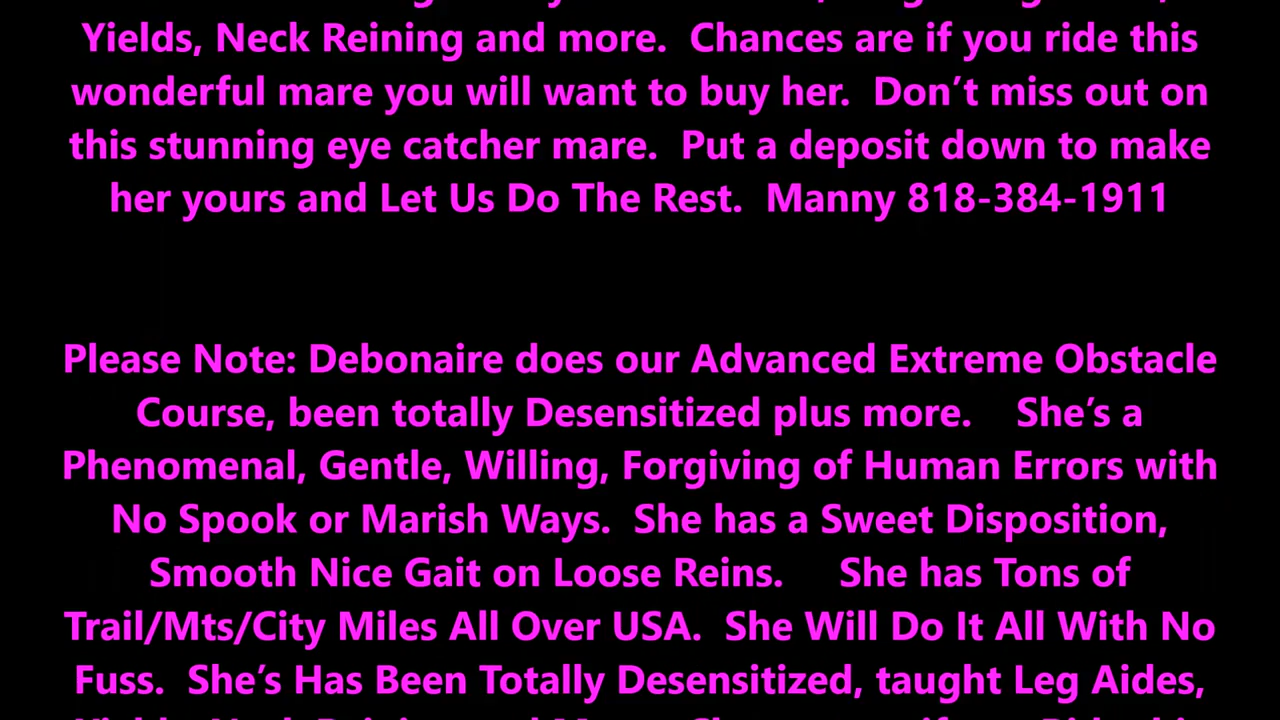 Yields, Neck Reining and more.  Chances are if you ride this
wonderful mare you will want to buy her.  Don’t miss out on
this stunning eye catcher mare.  Put a deposit down to make
her yours and Let Us Do The Rest.  Manny 818-384-1911
Please Note: Debonaire does our Advanced Extreme Obstacle
Course, been totally Desensitized plus more.    She’s a
Phenomenal, Gentle, Willing, Forgiving of Human Errors with
No Spook or Marish Ways.  She has a Sweet Disposition,
Smooth Nice Gait on Loose Reins.     She has Tons of
Trail/Mts/City Miles All Over USA.  She Will Do It All With No
Fuss.  She’s Has Been Totally Desensitized, taught Leg Aides,